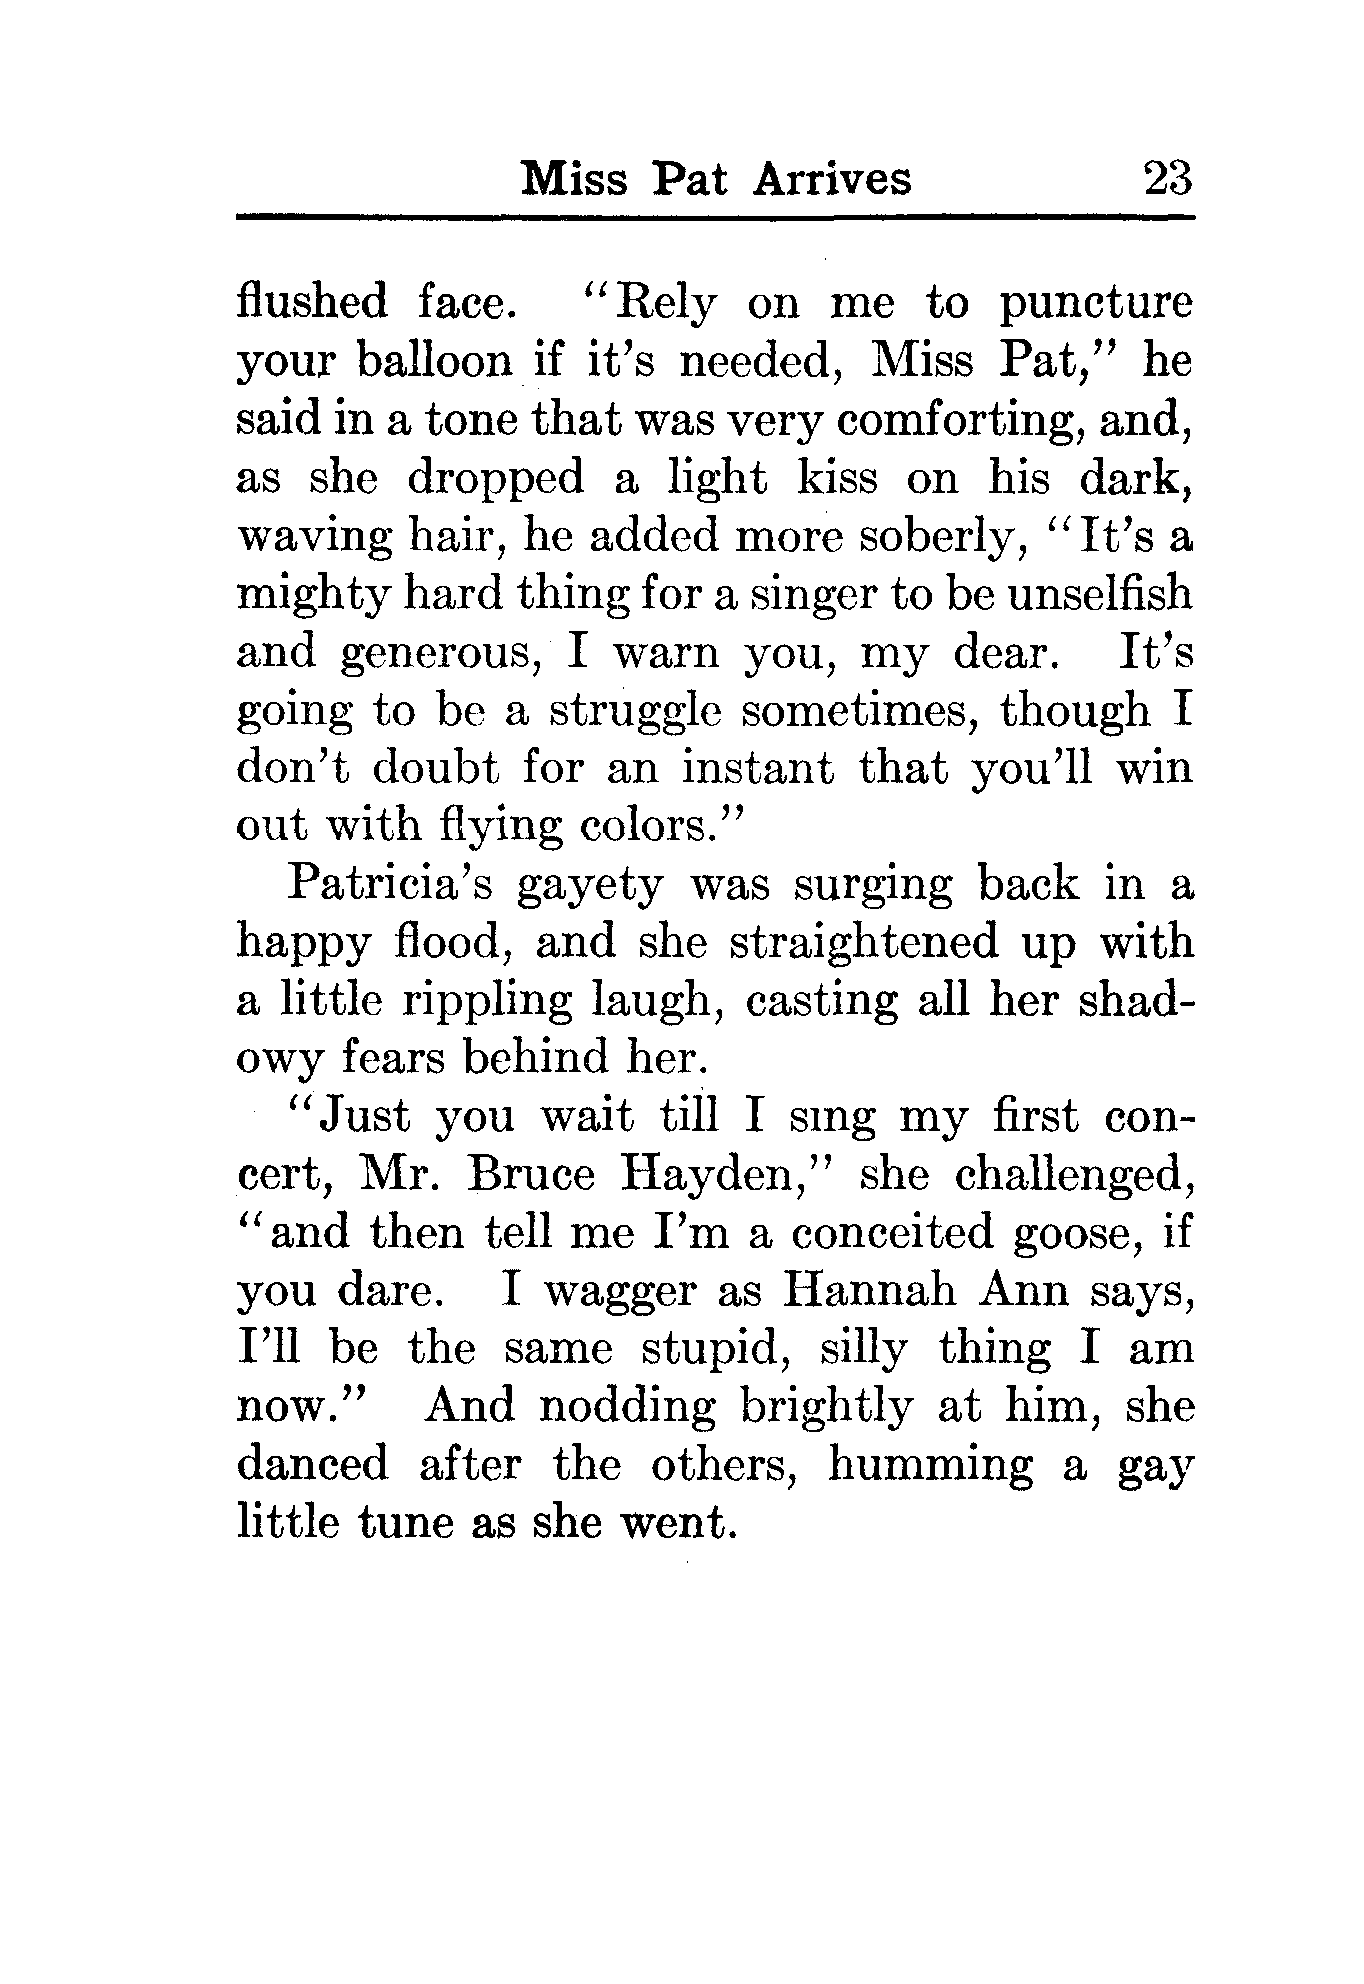 Miss Pat Arrives 23
flushed face. "Rely on me to puncture
your balloon if it's needed, Miss Pat," he
said in a tone that was very comforting, and,
as she dropped a light kiss on his dark,
waving hair, he added more soberly, "It's a
mighty hard thing for a singer to be unselfish
and generous, I warn you, my dear. It's
going to be a struggle sometimes, though I
don't doubt for an instant that you'll win
out with flying colors."
Patricia's gayety was surging back in a
happy flood, and she straightened up with
a little rippling laugh, casting all her shad-
owy fears behind her.
"Just you wait till I sing my first con-
cert, Mr. Bruce Hayden," she challenged,
"and then tell me I'm a conceited goose, if
you dare. I wagger as Hannah Ann says,
I'll be the same stupid, silly thing I am
now." And nodding brightly at him, she
danced after the others, humming a gay
little tune as she went.